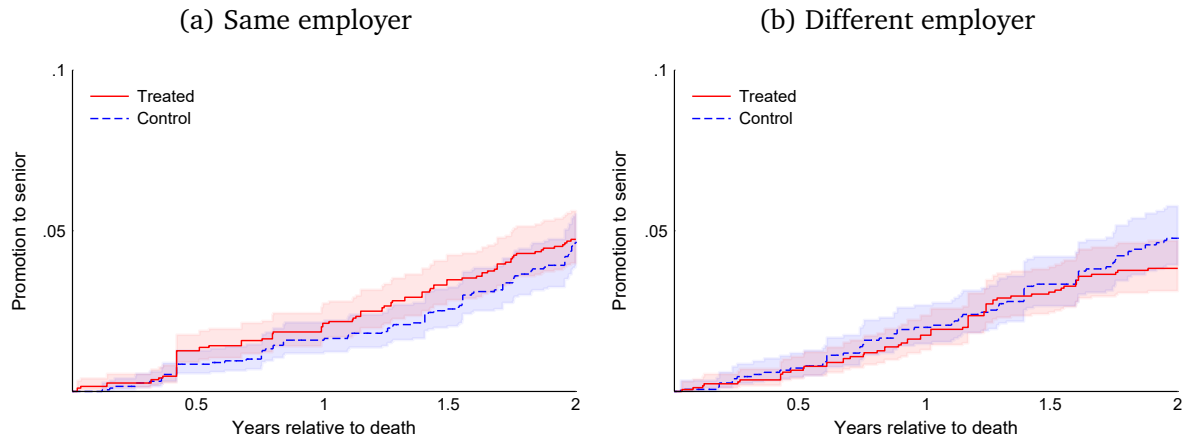 (a) Same employer
.1
Treated
Control
Promotion to senior
.05
0.5
1
1.5
2
Years relative to death
(b) Different employer
.1
Treated
Control
Promotion to senior
.05
0.5
1
1.5
2
Years relative to death